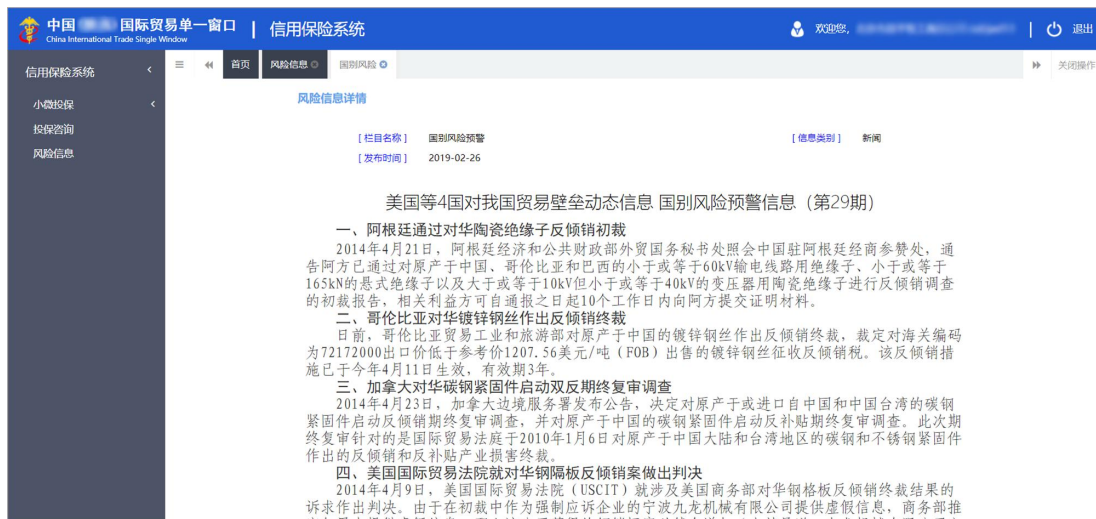 中国 国际贸易单一窗口 | 信用保险系统
China International Trade Single Window
欢迎您,
退出
信用保险系统
小微投保
投保咨询
风险信息
首页 风险信息 国别风险
关闭操作
风险信息详情
[栏目名称] 国别风险预警 [信息类别] 新闻
[发布时间] 2019-02-26
美国等4国对我国贸易壁垒动态信息 国别风险预警信息（第29期）
一、阿根廷通过对华陶瓷绝缘子反倾销初裁
2014年4月21日，阿根廷经济和公共财政部外贸国务秘书处照会中国驻阿根廷经商参赞处，通
告阿方已通过对原产于中国、哥伦比亚和巴西的小于或等于60kV输电线路用绝缘子、小于或等于
165kN的悬式绝缘子以及大于或等于10kV但小于或等于40kV的变压器用陶瓷绝缘子进行反倾销调查
的初裁报告，相关利益方可自通报之日起10个工作日内向阿方提交证明材料。
二、哥伦比亚对华镀锌钢丝作出反倾销终裁
日前，哥伦比亚贸易工业和旅游部对原产于中国的镀锌钢丝作出反倾销终裁，裁定对海关编码
为72172000出口价低于参考价1207.56美元/吨（FOB）出售的镀锌钢丝征收反倾销税。该反倾销措
施已于今年4月11日生效，有效期3年。
三、加拿大对华碳钢紧固件启动双反期终复审调查
2014年4月23日，加拿大边境服务署发布公告，决定对原产于或进口自中国和中国台湾的碳钢
紧固件启动反倾销期终复审调查，并对原产于中国的碳钢紧固件启动反补贴期终复审调查。此次期
终复审针对的是国际贸易法庭于2010年1月6日对原产于中国大陆和台湾地区的碳钢和不锈钢紧固件
作出的反倾销和反补贴产业损害终裁。
四、美国国际贸易法院就对华钢隔板反倾销案做出判决
2014年4月9日，美国国际贸易法院（USCIT）就涉及美国商务部对华钢格板反倾销终裁结果的
诉求作出判决。由于在初裁中作为强制应诉企业的宁波九龙机械有限公司提供虚假信息，商务部推